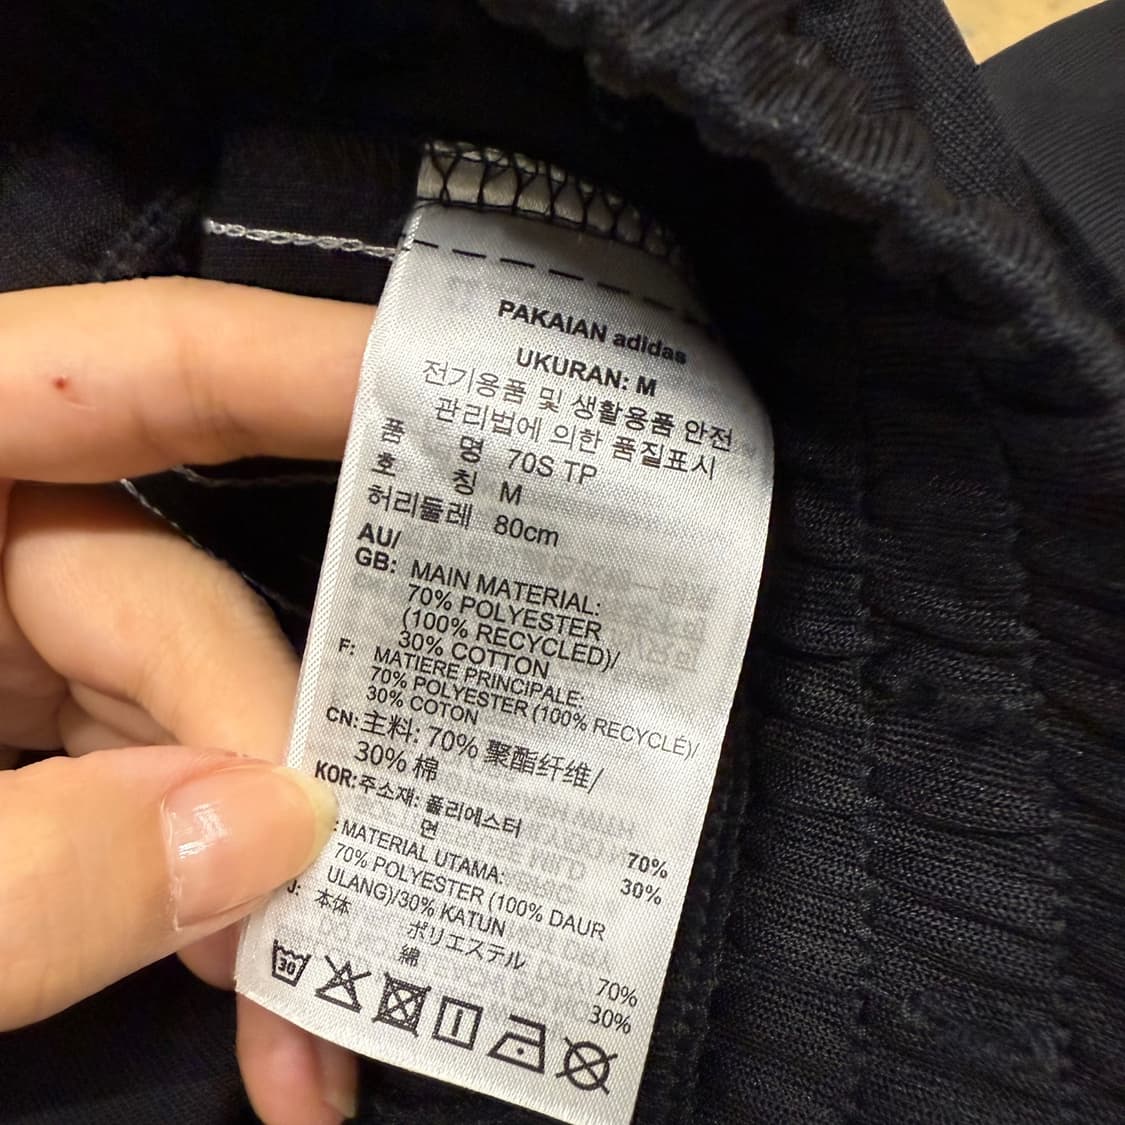 PAKAIAN adidas
UKURAN: M
전기용품 및 생활용품 안전
관리법에 의한 품질표시
품 명 70S TP
호 칭 M
허리둘레 80cm
AU/
GB: MAIN MATERIAL:
70% POLYESTER
(100% RECYCLED)/
30% COTTON
F: MATIERE PRINCIPALE:
70% POLYESTER (100% RECYCLÉ)/
30% COTON
CN: 主料: 70% 聚酯纤维/
30% 棉
KOR: 주소재: 폴리에스터 70%
면 30%
: MATERIAL UTAMA:
70% POLYESTER (100% DAUR
ULANG)/30% KATUN
J: 本体
ポリエステル 70%
綿 30%
30